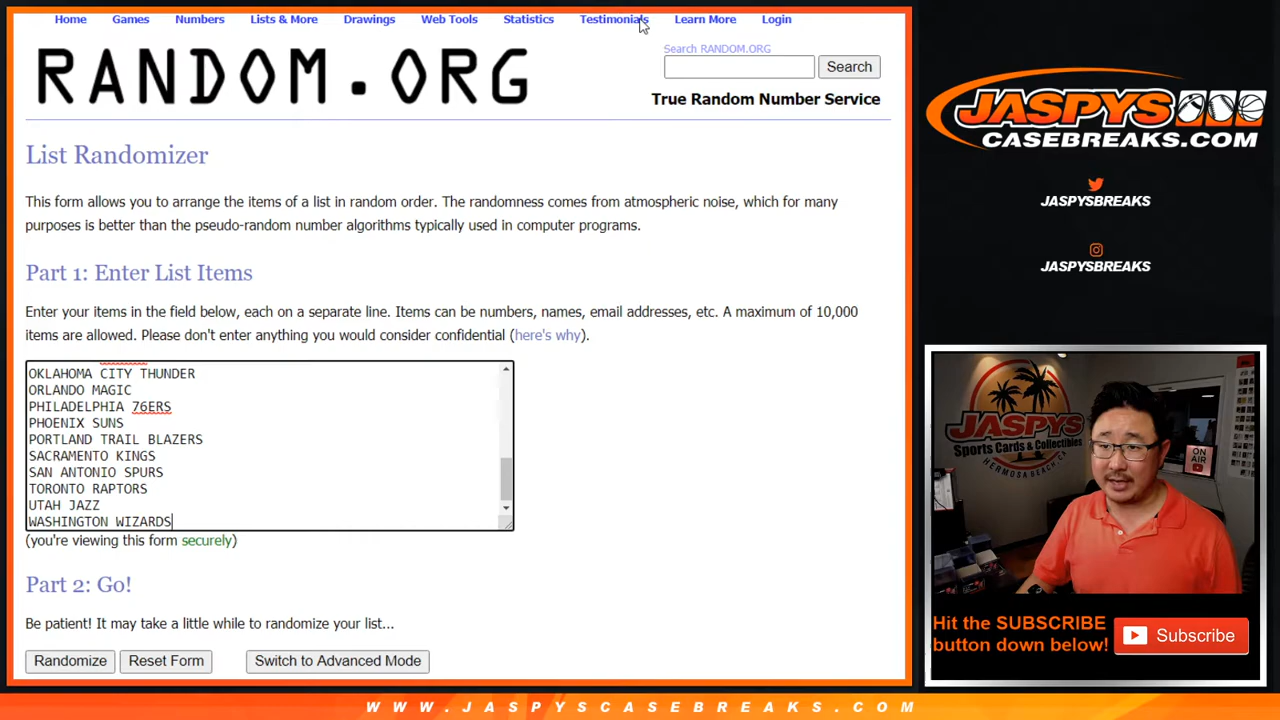 Home Games Numbers Lists & More Drawings Web Tools Statistics Testimonials Learn More Login
RANDOM.ORG
Search RANDOM.ORG
Search
True Random Number Service
List Randomizer
This form allows you to arrange the items of a list in random order. The randomness comes from atmospheric noise, which for many
purposes is better than the pseudo-random number algorithms typically used in computer programs.
Part 1: Enter List Items
Enter your items in the field below, each on a separate line. Items can be numbers, names, email addresses, etc. A maximum of 10,000
items are allowed. Please don't enter anything you would consider confidential (here's why).
OKLAHOMA CITY THUNDER
ORLANDO MAGIC
PHILADELPHIA 76ERS
PHOENIX SUNS
PORTLAND TRAIL BLAZERS
SACRAMENTO KINGS
SAN ANTONIO SPURS
TORONTO RAPTORS
UTAH JAZZ
WASHINGTON WIZARDS
(you're viewing this form securely)
Part 2: Go!
Be patient! It may take a little while to randomize your list...
Randomize Reset Form Switch to Advanced Mode
JASPYS
CASEBREAKS.COM
JASPYSBREAKS
JASPYSBREAKS
JASPYS
Sports Cards & Collectibles
HERMOSA BEACH, CA
ON AIR
Hit the SUBSCRIBE
button down below!
Subscribe
WWW.JASPYSCASEBREAKS.COM